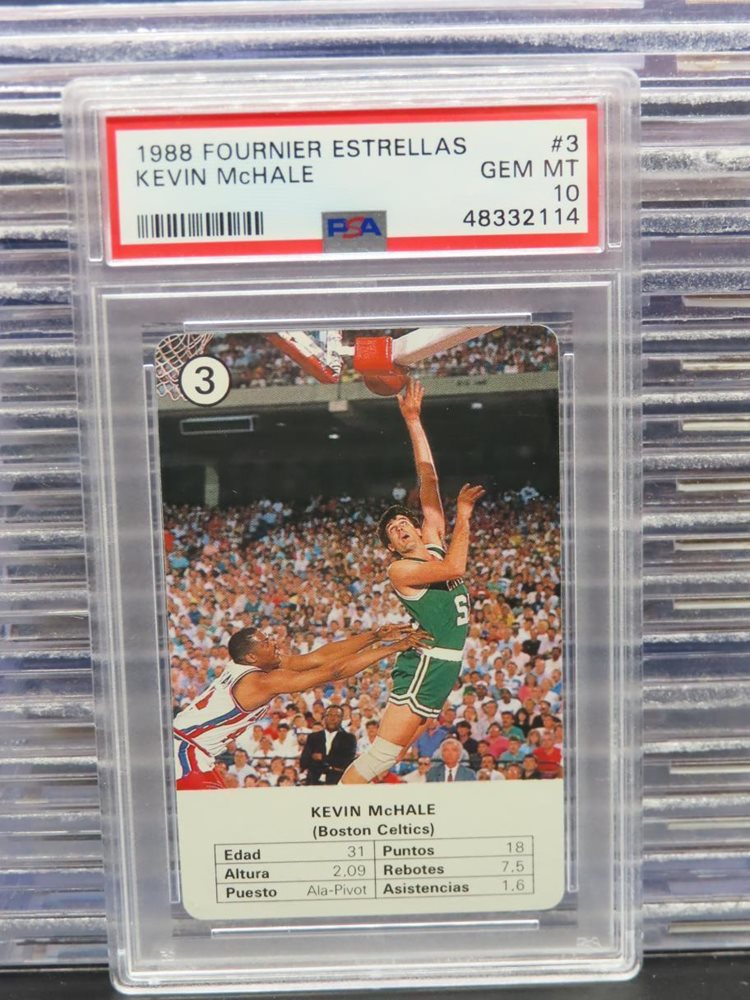 1988 FOURNIER ESTRELLAS #3
KEVIN McHALE GEM MT
10
PSA 48332114
3
KEVIN McHALE
(Boston Celtics)
Edad 31 Puntos 18
Altura 2.09 Rebotes 7.5
Puesto Ala-Pivot Asistencias 1.6